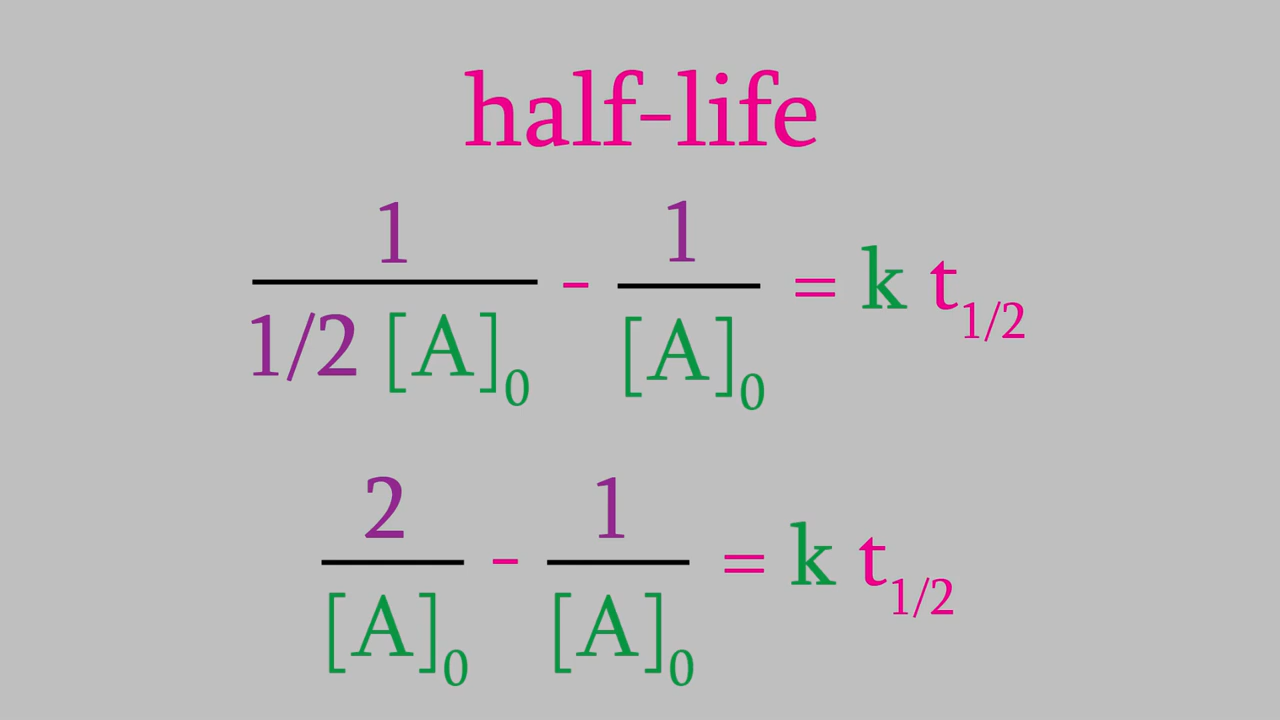 half-life
1 / 1/2 [A]₀ - 1 / [A]₀ = k t₁/₂
2 / [A]₀ - 1 / [A]₀ = k t₁/₂